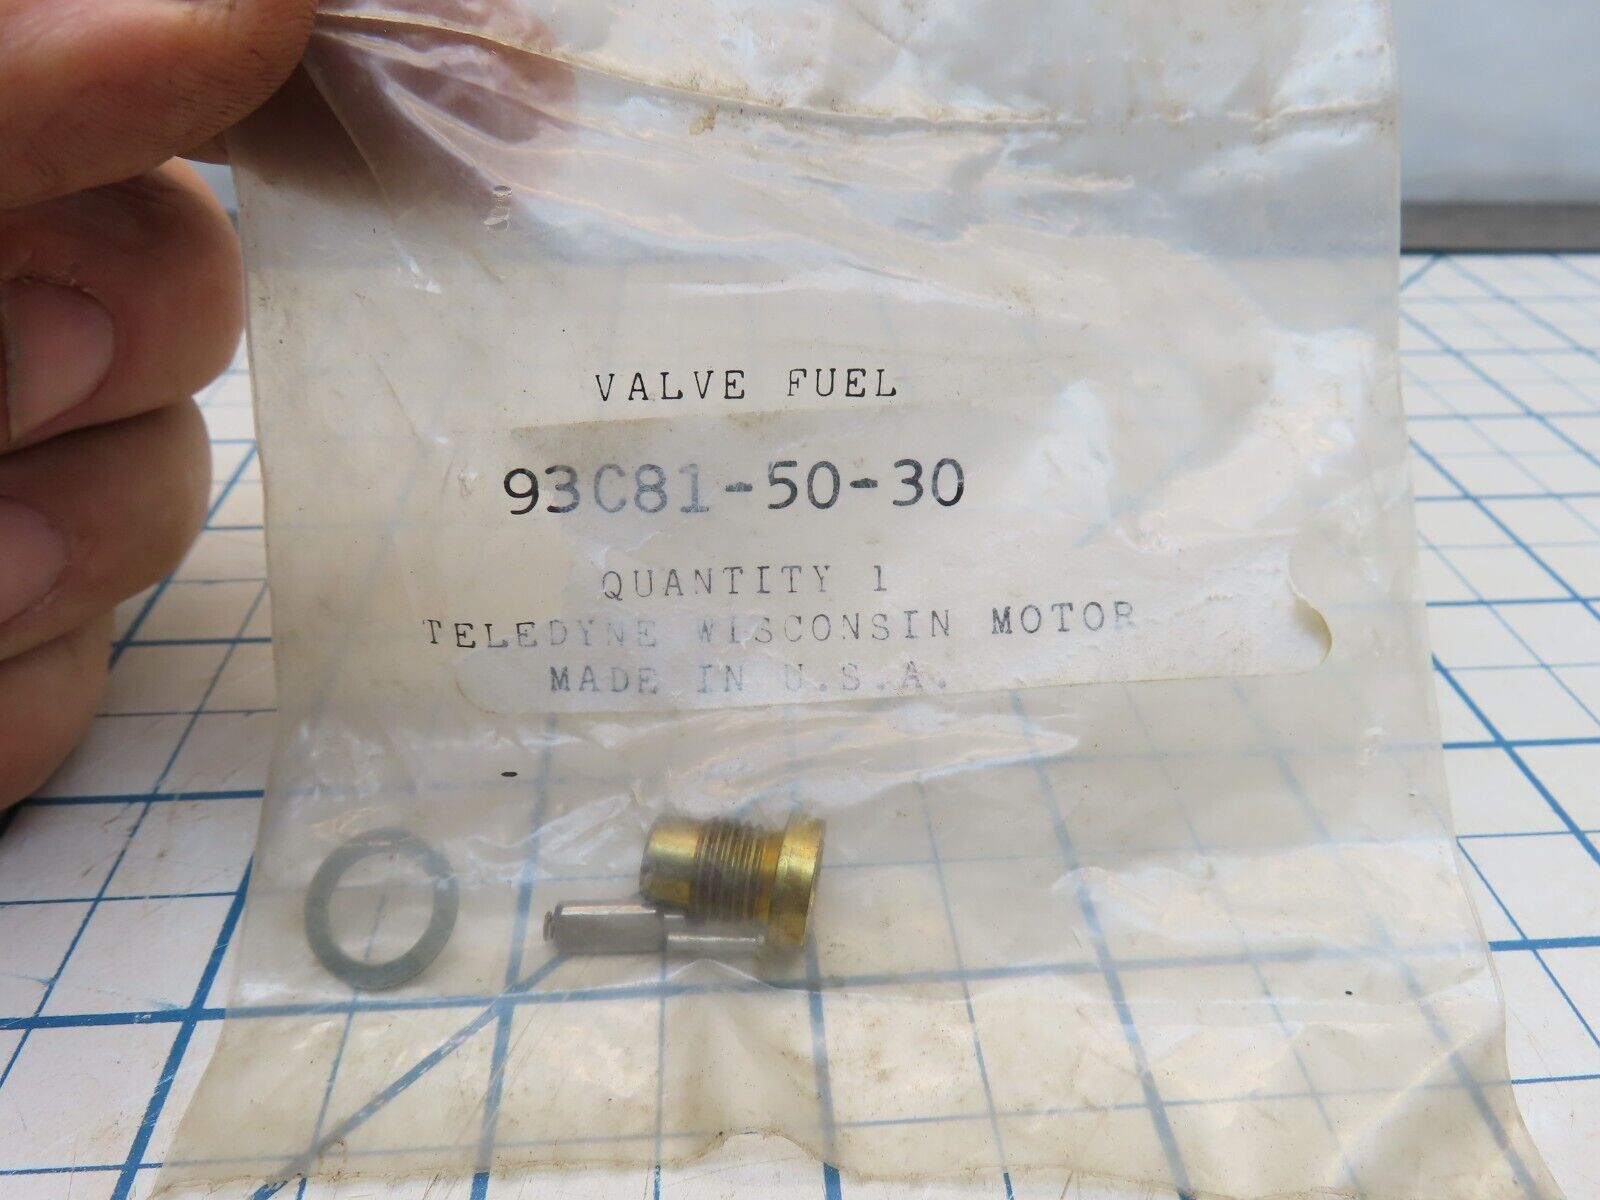 VALVE FUEL
93C81-50-30
QUANTITY 1
TELEDYNE WISCONSIN MOTOR
MADE IN U.S.A.